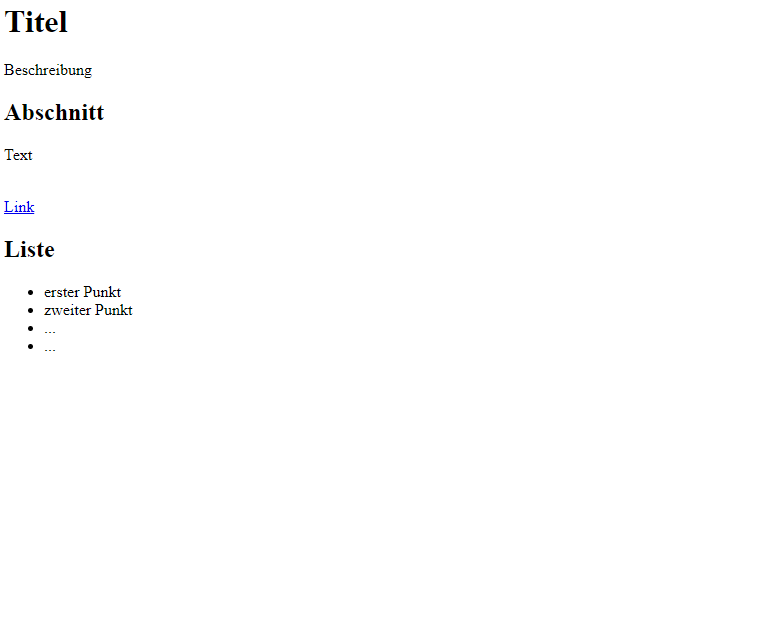 Titel
Beschreibung
Abschnitt
Text
Link
Liste
erster Punkt
zweiter Punkt
...
...